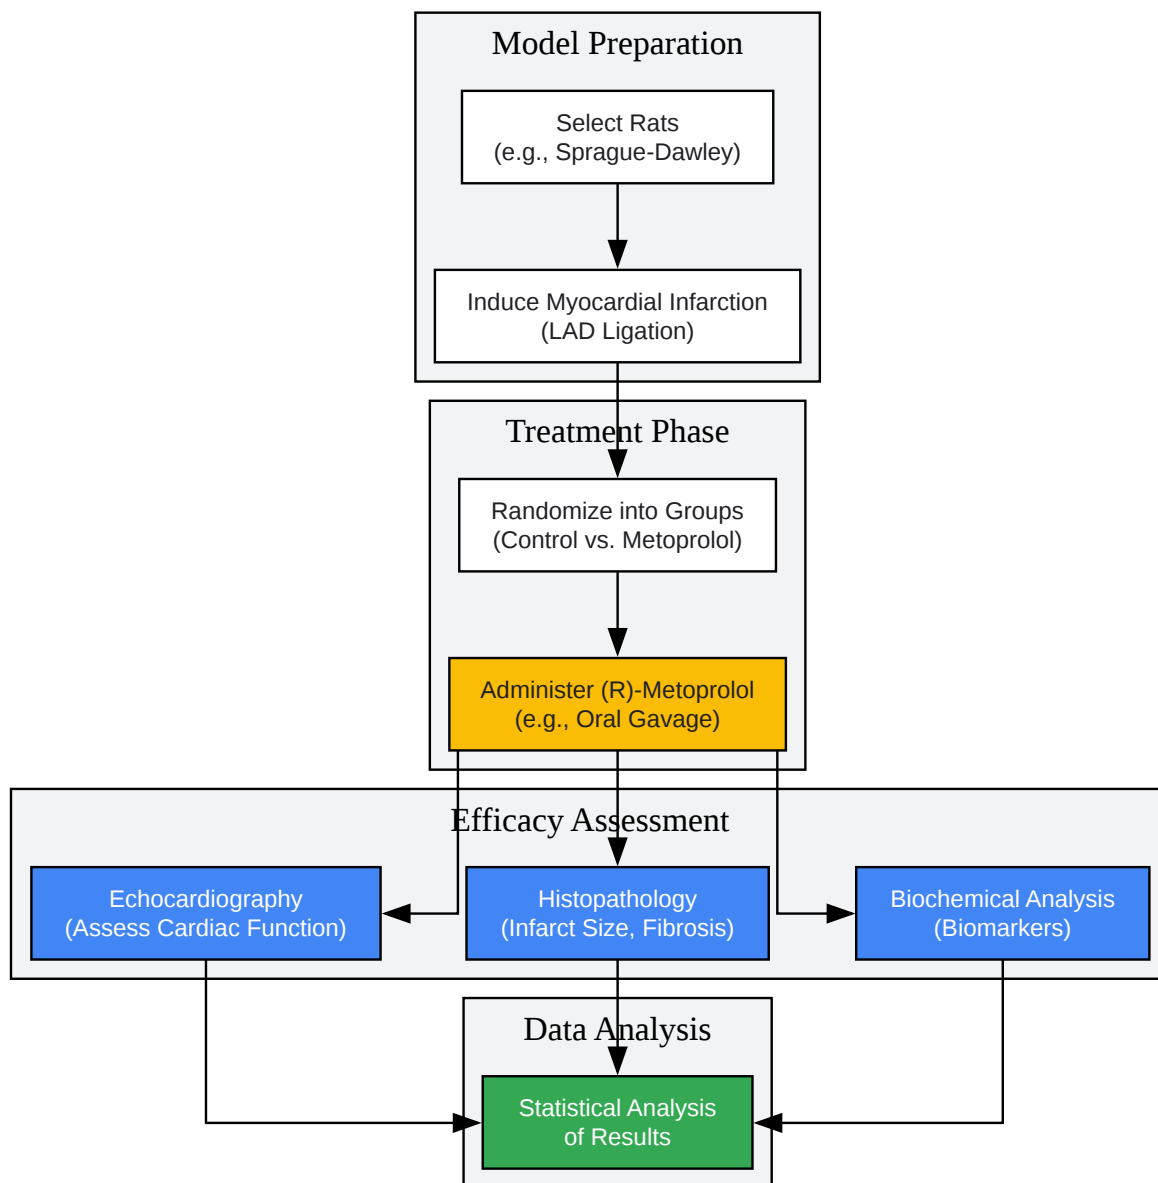 Model Preparation
Select Rats
(e.g., Sprague-Dawley)
Induce Myocardial Infarction
(LAD Ligation)
Treatment Phase
Randomize into Groups
(Control vs. Metoprolol)
Administer (R)-Metoprolol
(e.g., Oral Gavage)
Efficacy Assessment
Echocardiography
(Assess Cardiac Function)
Histopathology
(Infarct Size, Fibrosis)
Biochemical Analysis
(Biomarkers)
Data Analysis
Statistical Analysis
of Results